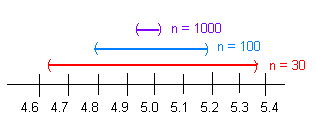 n = 1000
n = 100
n = 30
4.6 4.7 4.8 4.9 5.0 5.1 5.2 5.3 5.4